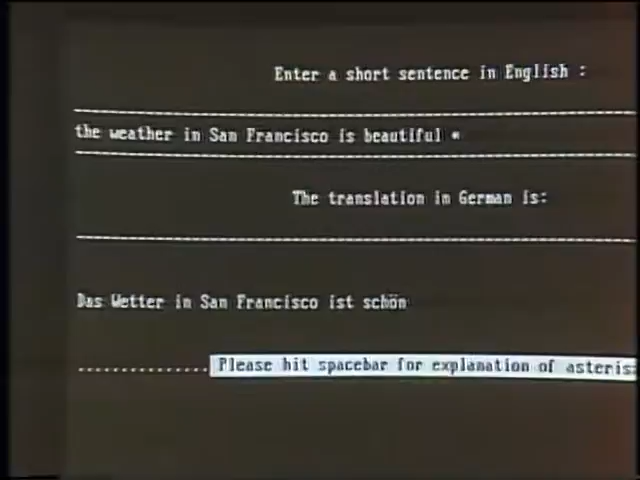 Enter a short sentence in English :
the weather in San Francisco is beautiful *
The translation in German is:
Das Wetter in San Francisco ist schön
...............Please hit spacebar for explanation of asteris